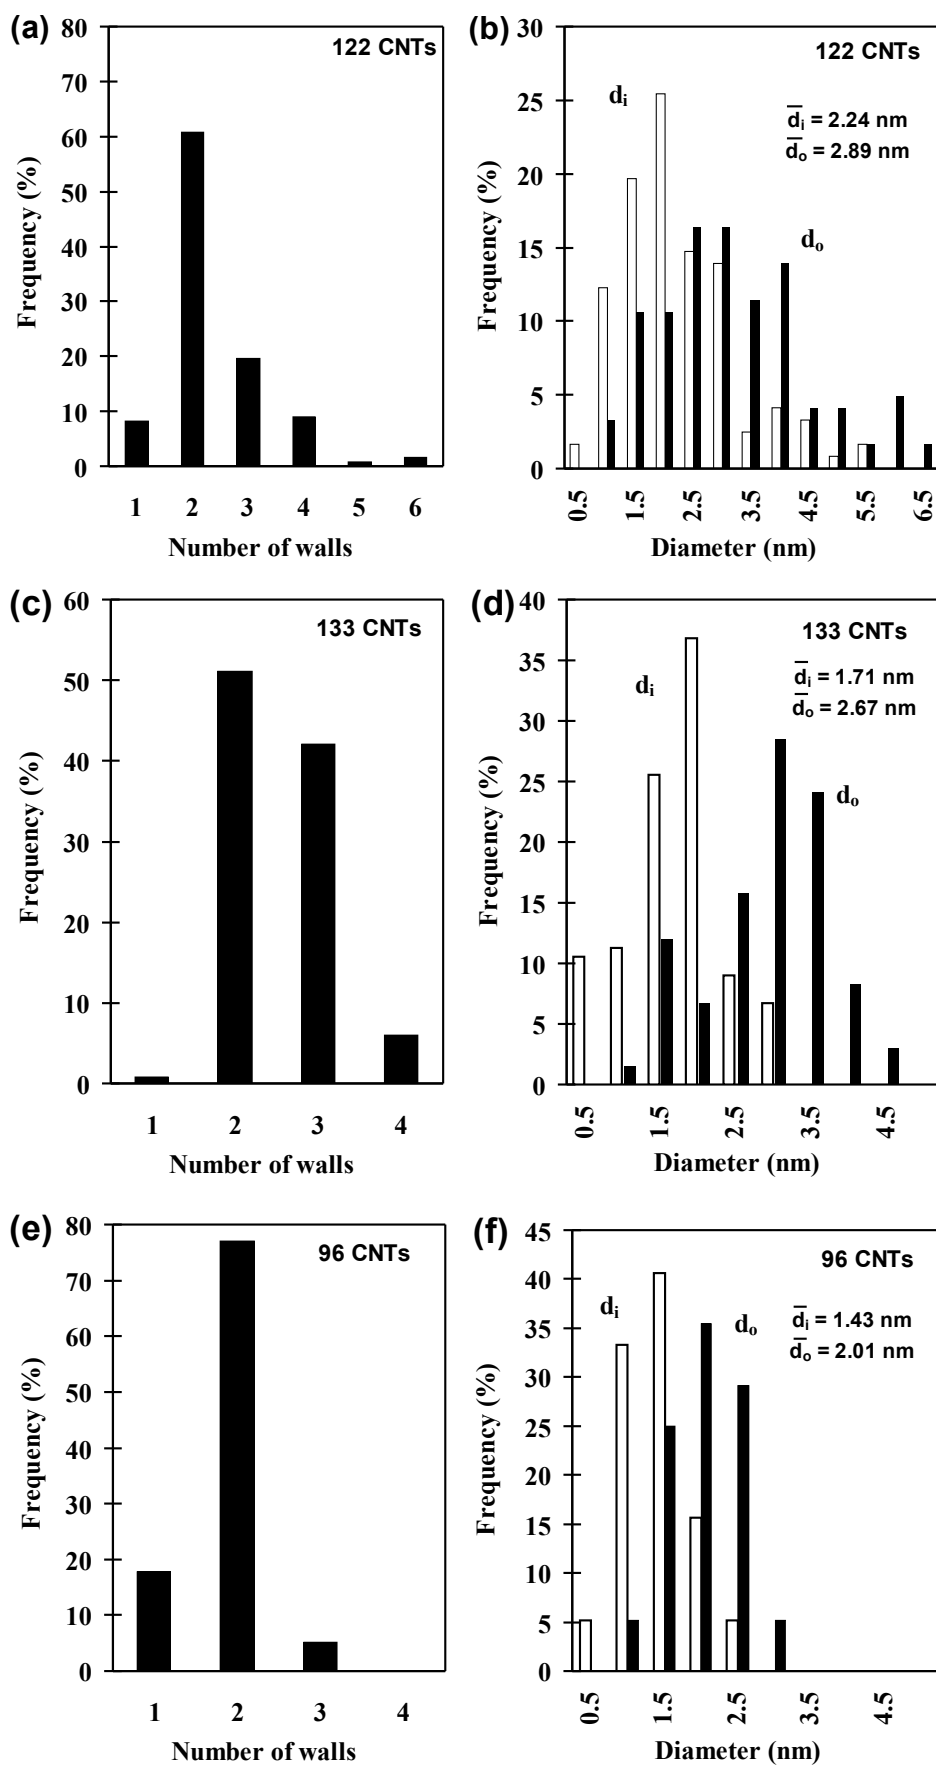 (a)
122 CNTs
80
70
60
50
40
30
20
10
0
Frequency (%)
1 2 3 4 5 6
Number of walls
(b)
122 CNTs
di
d̅i = 2.24 nm
d̅o = 2.89 nm
do
30
25
20
15
10
5
0
Frequency (%)
0.5 1.5 2.5 3.5 4.5 5.5 6.5
Diameter (nm)
(c)
133 CNTs
60
50
40
30
20
10
0
Frequency (%)
1 2 3 4
Number of walls
(d)
133 CNTs
d̅i = 1.71 nm
d̅o = 2.67 nm
di
do
40
35
30
25
20
15
10
5
0
Frequency (%)
0.5 1.5 2.5 3.5 4.5
Diameter (nm)
(e)
96 CNTs
80
70
60
50
40
30
20
10
0
Frequency (%)
1 2 3 4
Number of walls
(f)
96 CNTs
di
d̅i = 1.43 nm
do
d̅o = 2.01 nm
45
40
35
30
25
20
15
10
5
0
Frequency (%)
0.5 1.5 2.5 3.5 4.5
Diameter (nm)